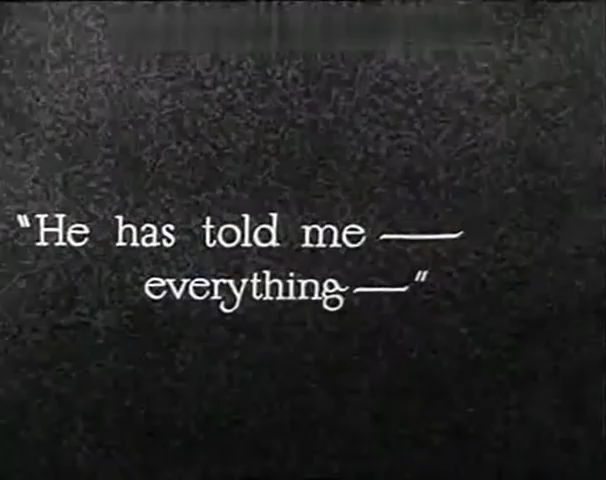 "He has told me —
everything—"